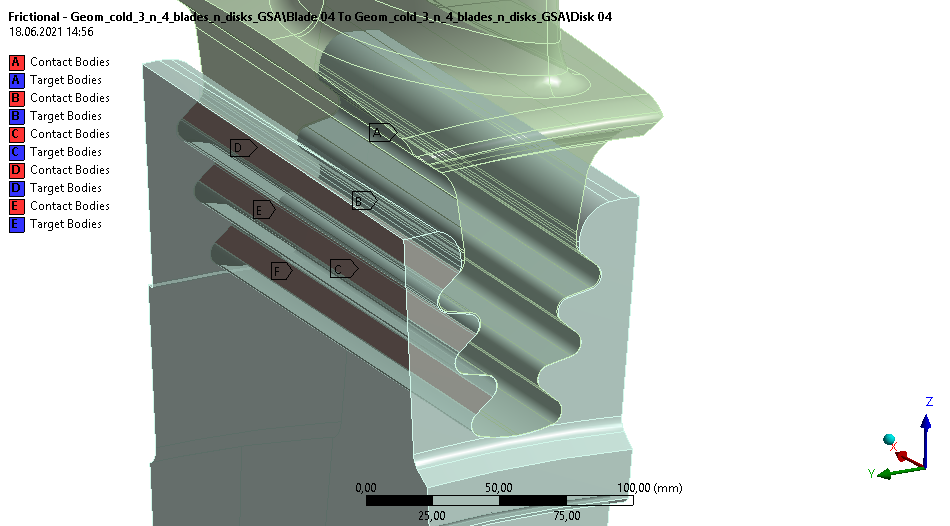 Frictional - Geom_cold_3_n_4_blades_n_disks_GSA\Blade 04 To Geom_cold_3_n_4_blades_n_disks_GSA\Disk 04
18.06.2021 14:56
A Contact Bodies
A Target Bodies
B Contact Bodies
B Target Bodies
C Contact Bodies
C Target Bodies
D Contact Bodies
D Target Bodies
E Contact Bodies
E Target Bodies
A
D
B
E
C
F
Z
X
Y
0,00 50,00 100,00 (mm)
25,00 75,00